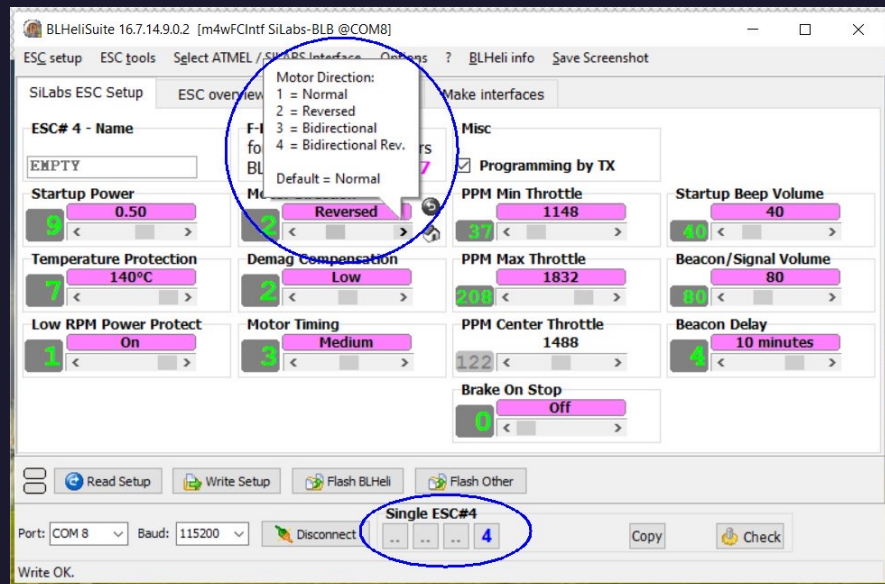 BLHeliSuite 16.7.14.9.0.2 [m4wFCIntf SiLabs-BLB @COM8]
ESC setup ESC tools Select ATMEL / SILABS Interface Options ? BLHeli info Save Screenshot
SiLabs ESC Setup ESC overview Make interfaces
Motor Direction:
1 = Normal
2 = Reversed
3 = Bidirectional
4 = Bidirectional Rev.
Default = Normal
ESC# 4 - Name
EMPTY
Misc
Programming by TX
Startup Power
9 0.50
2 Reversed
PPM Min Throttle
37 1148
Startup Beep Volume
40 40
Temperature Protection
7 140°C
Demag Compensation
2 Low
PPM Max Throttle
208 1832
Beacon/Signal Volume
80 80
Low RPM Power Protect
1 On
Motor Timing
3 Medium
PPM Center Throttle
122 1488
Beacon Delay
4 10 minutes
Brake On Stop
0 Off
Read Setup Write Setup Flash BLHeli Flash Other
Single ESC#4
Port: COM 8 Baud: 115200 Disconnect .. .. .. 4 Copy Check
Write OK.